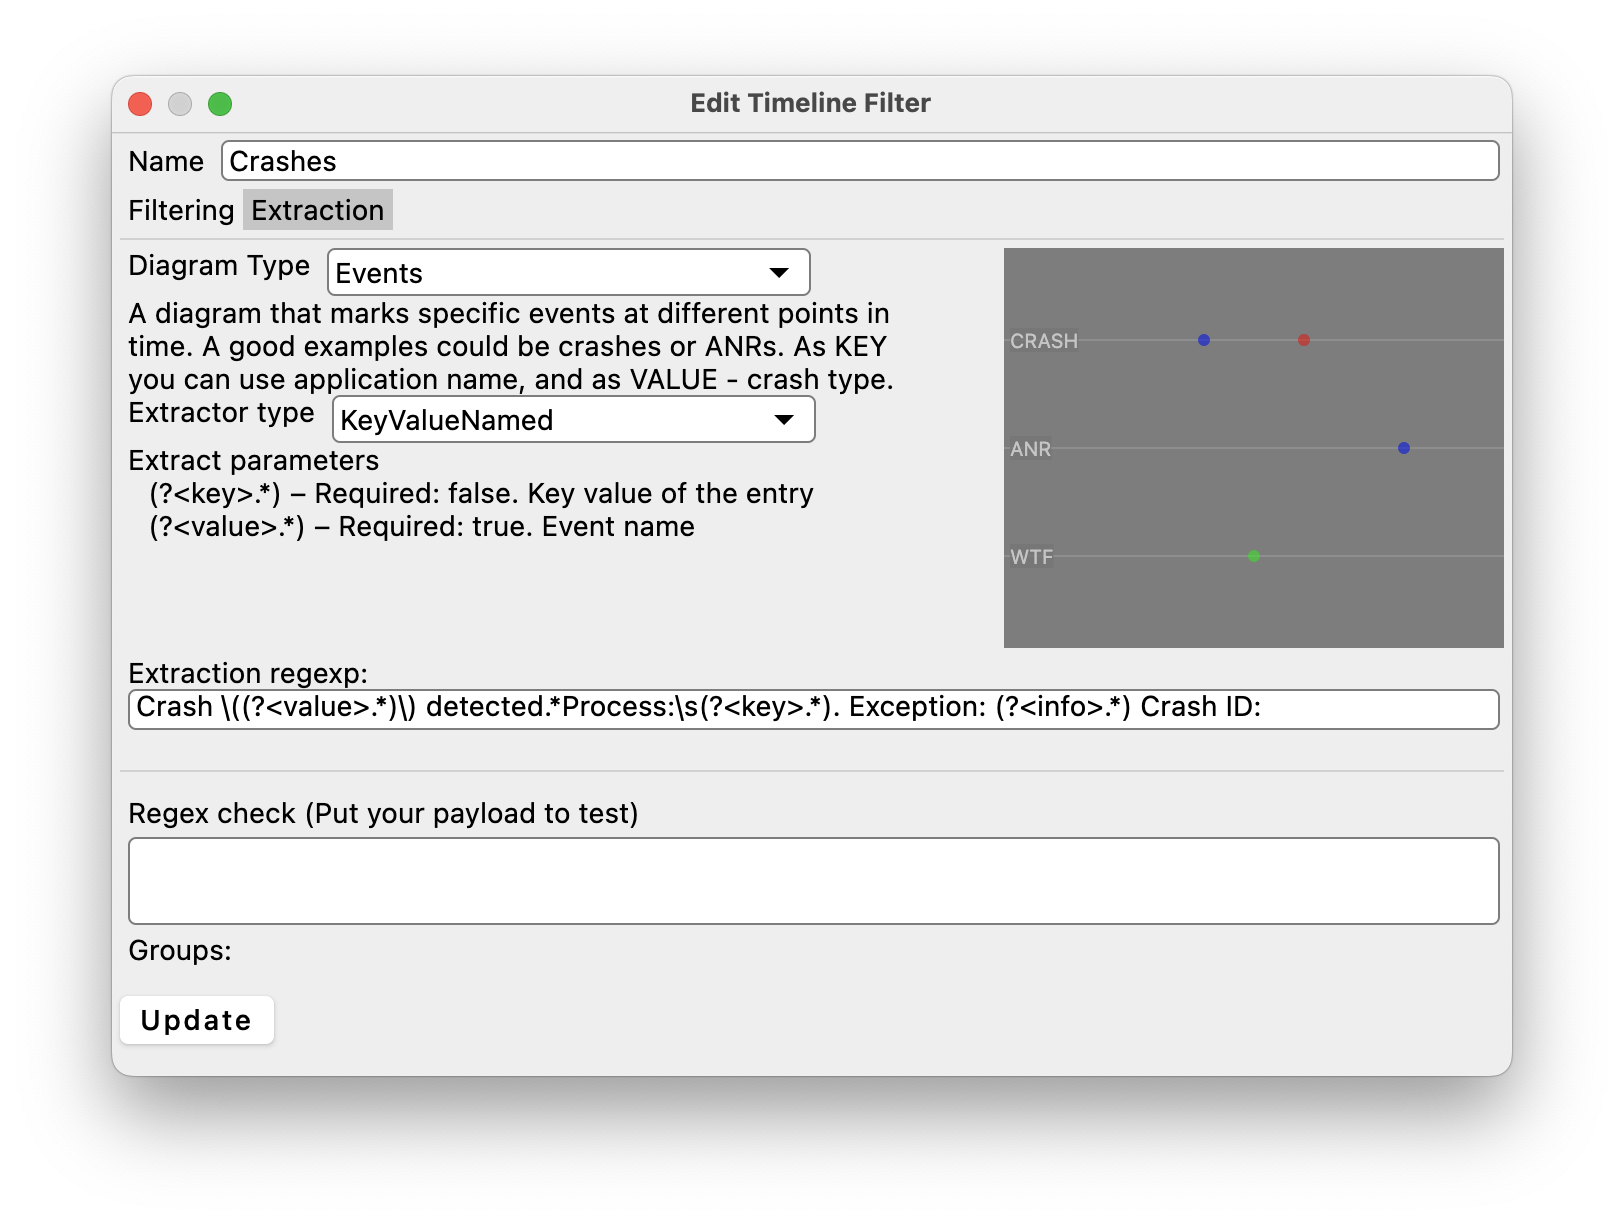 Edit Timeline Filter
Name Crashes
Filtering Extraction
Diagram Type Events
A diagram that marks specific events at different points in
time. A good examples could be crashes or ANRs. As KEY
you can use application name, and as VALUE - crash type.
Extractor type KeyValueNamed
Extract parameters
(?<key>.*) – Required: false. Key value of the entry
(?<value>.*) – Required: true. Event name
CRASH
ANR
WTF
Extraction regexp:
Crash \((?<value>.*)\) detected.*Process:\s(?<key>.*). Exception: (?<info>.*) Crash ID:
Regex check (Put your payload to test)
Groups:
Update